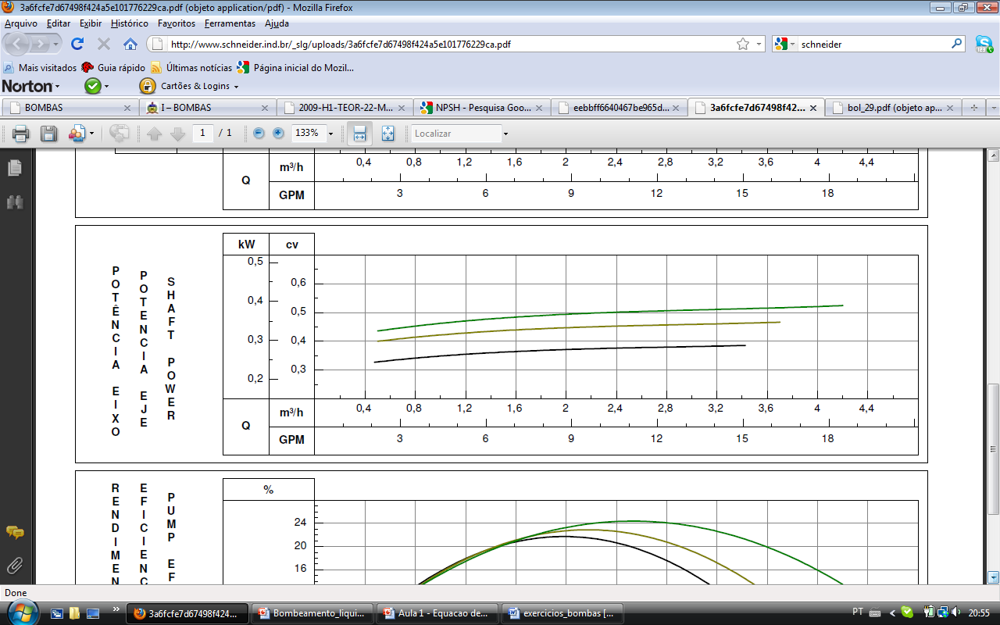 3a6fcfe7d67498f424a5e101776229ca.pdf (objeto application/pdf) - Mozilla Firefox
Arquivo Editar Exibir Histórico Favoritos Ferramentas Ajuda
http://www.schneider.ind.br/_slg/uploads/3a6fcfe7d67498f424a5e101776229ca.pdf schneider
Mais visitados Guia rápido Últimas notícias Página inicial do Mozil...
Norton Cartões & Logins
BOMBAS I – BOMBAS 2009-H1-TEOR-22-M... NPSH - Pesquisa Goo... eebbff6640467be965d... 3a6fcfe7d67498f42... bol_29.pdf (objeto ap...
1 / 1 133% Localizar
Q m³/h 0,4 0,8 1,2 1,6 2 2,4 2,8 3,2 3,6 4 4,4
GPM 3 6 9 12 15 18
POTÊNCIA EIXO
POTENCIA EJE
SHAFT POWER
kW cv
0,5
0,6
0,4
0,5
0,3
0,4
0,3
0,2
Q m³/h 0,4 0,8 1,2 1,6 2 2,4 2,8 3,2 3,6 4 4,4
GPM 3 6 9 12 15 18
RENDIMEN
EFICIENC
PUMP EF
%
24
20
16
Done
3a6fcfe7d67498f424... Bombeamento_liqui... Aula 1 - Equacao de... exercicios_bombas [... PT 20:55